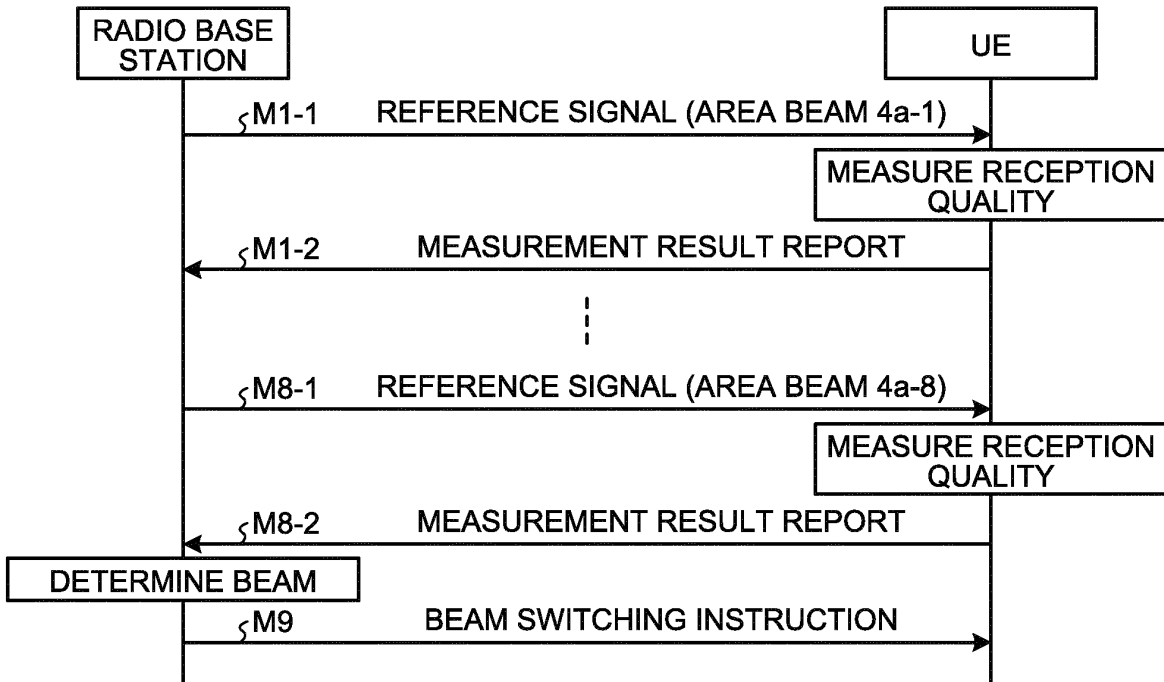 RADIO BASE
STATION
UE
M1-1 REFERENCE SIGNAL (AREA BEAM 4a-1)
MEASURE RECEPTION
QUALITY
M1-2 MEASUREMENT RESULT REPORT
M8-1 REFERENCE SIGNAL (AREA BEAM 4a-8)
MEASURE RECEPTION
QUALITY
M8-2 MEASUREMENT RESULT REPORT
DETERMINE BEAM
M9 BEAM SWITCHING INSTRUCTION